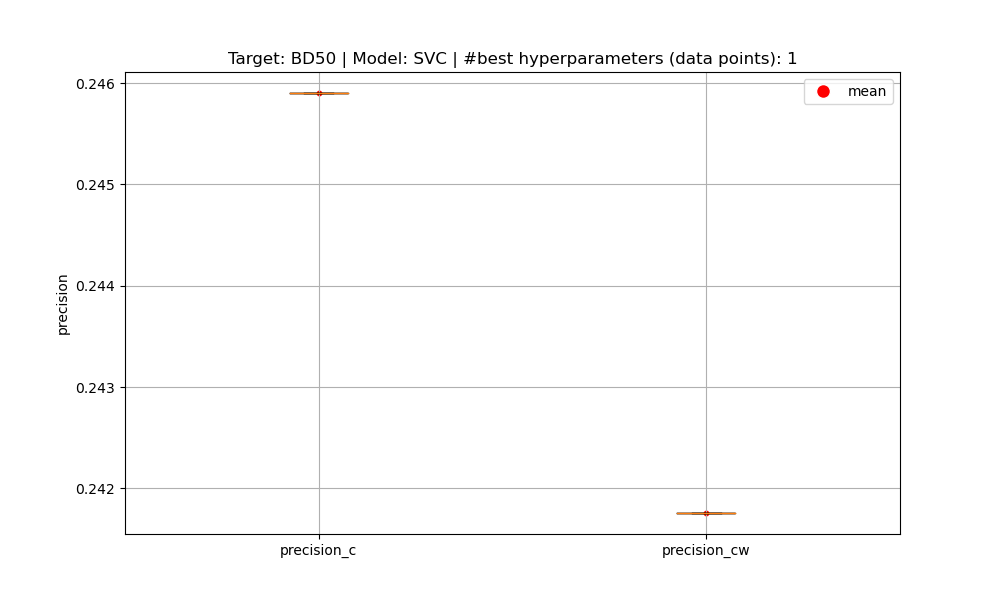 Target: BD50 | Model: SVC | #best hyperparameters (data points): 1
mean
0.246
0.245
0.244
0.243
0.242
precision
precision_c
precision_cw